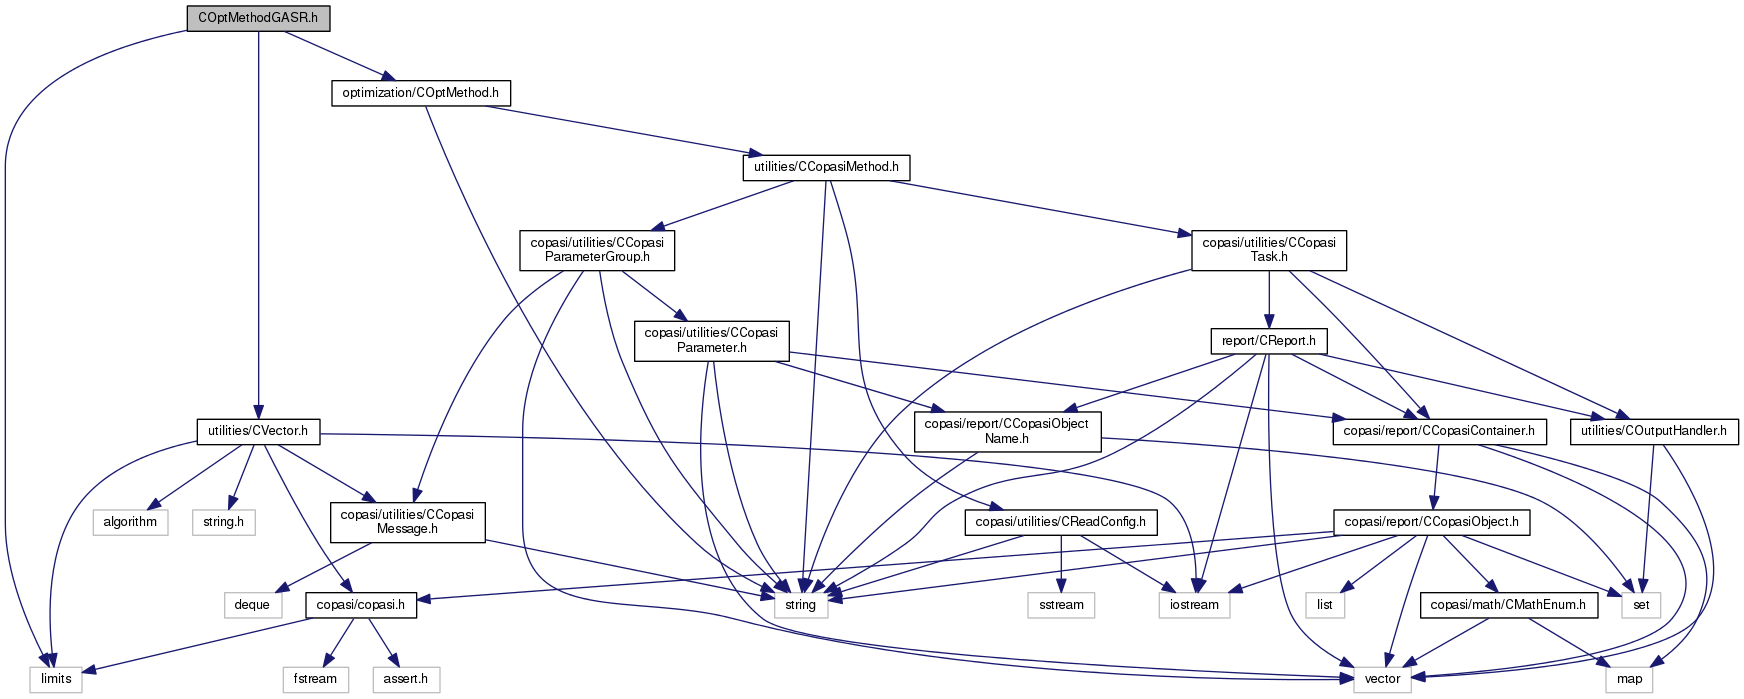 COptMethodGASR.h
optimization/COptMethod.h
utilities/CCopasiMethod.h
copasi/utilities/CCopasi
ParameterGroup.h
copasi/utilities/CCopasi
Task.h
copasi/utilities/CCopasi
Parameter.h
report/CReport.h
utilities/CVector.h
copasi/report/CCopasiObject
Name.h
copasi/report/CCopasiContainer.h
utilities/COutputHandler.h
algorithm
string.h
copasi/utilities/CCopasi
Message.h
copasi/utilities/CReadConfig.h
copasi/report/CCopasiObject.h
deque
copasi/copasi.h
string
sstream
iostream
list
copasi/math/CMathEnum.h
set
limits
fstream
assert.h
vector
map